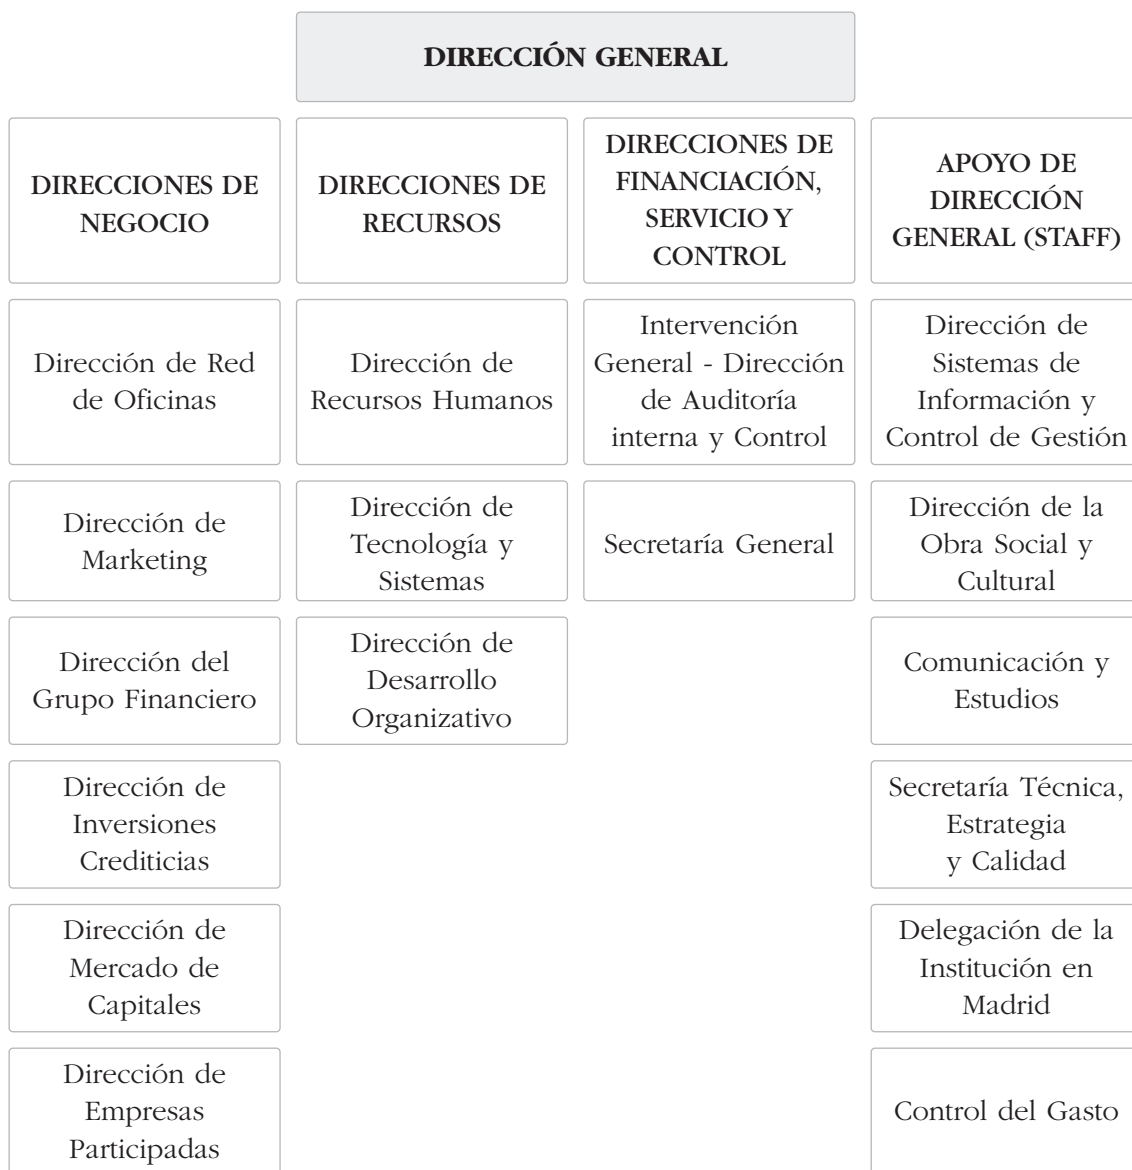 DIRECCIÓN GENERAL
DIRECCIONES DE
NEGOCIO
DIRECCIONES DE
RECURSOS
DIRECCIONES DE
FINANCIACIÓN,
SERVICIO Y
CONTROL
APOYO DE
DIRECCIÓN
GENERAL (STAFF)
Dirección de Red
de Oficinas
Dirección de
Recursos Humanos
Intervención
General - Dirección
de Auditoría
interna y Control
Dirección de
Sistemas de
Información y
Control de Gestión
Dirección de
Marketing
Dirección de
Tecnología y
Sistemas
Secretaría General
Dirección de la
Obra Social y
Cultural
Dirección del
Grupo Financiero
Dirección de
Desarrollo
Organizativo
Comunicación y
Estudios
Dirección de
Inversiones
Crediticias
Secretaría Técnica,
Estrategia
y Calidad
Dirección de
Mercado de
Capitales
Delegación de la
Institución en
Madrid
Dirección de
Empresas
Participadas
Control del Gasto